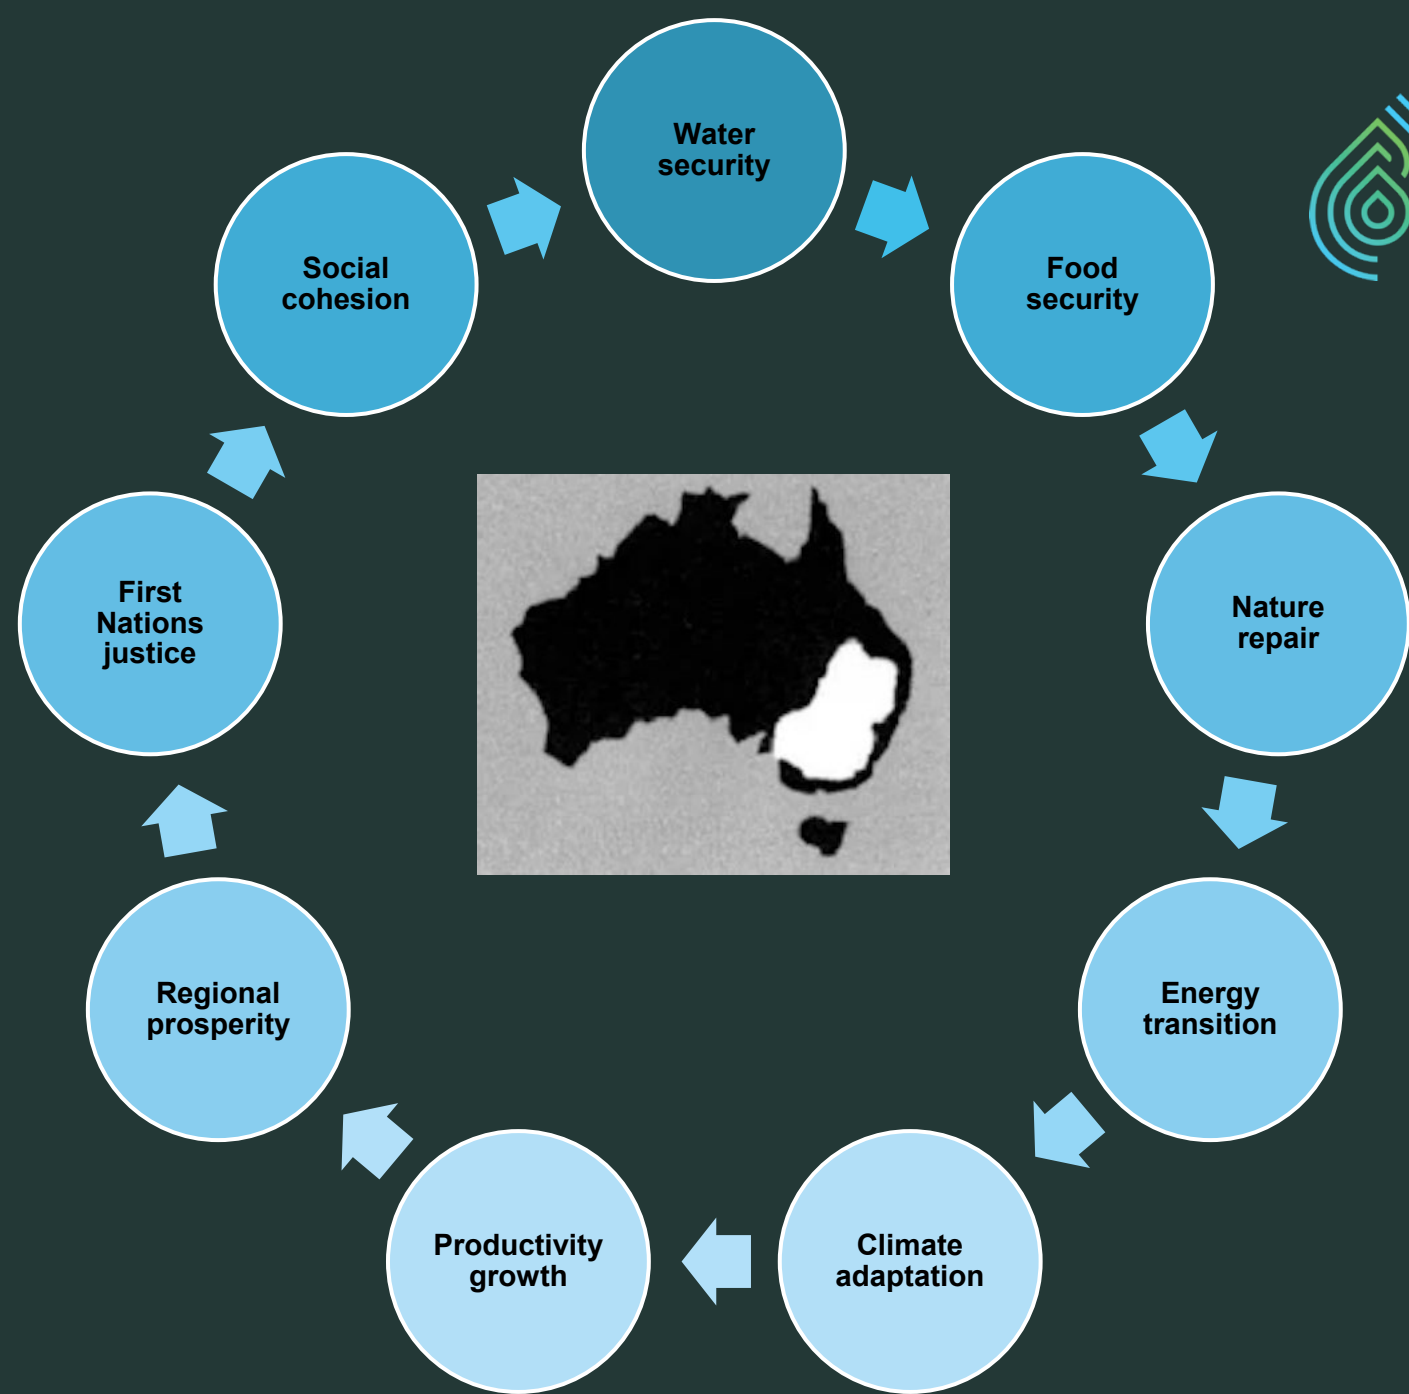 Water
security
Food
security
Nature
repair
Energy
transition
Climate
adaptation
Productivity
growth
Regional
prosperity
First
Nations
justice
Social
cohesion